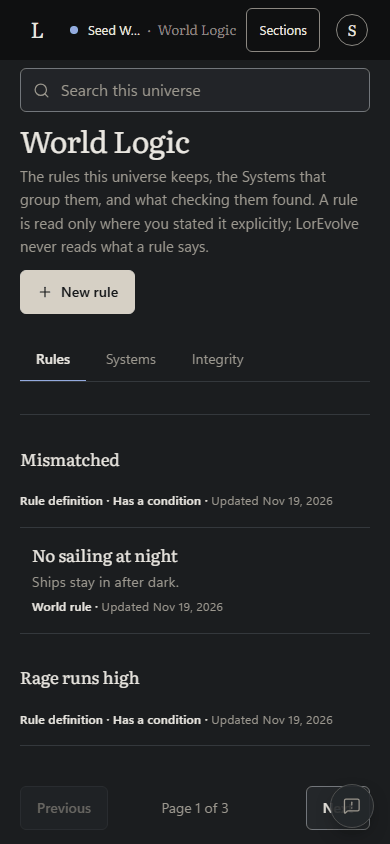 L
Seed W... · World Logic
Sections
S
Search this universe
World Logic
The rules this universe keeps, the Systems that
group them, and what checking them found. A rule
is read only where you stated it explicitly; LorEvolve
never reads what a rule says.
+ New rule
Rules
Systems
Integrity
Mismatched
Rule definition · Has a condition · Updated Nov 19, 2026
No sailing at night
Ships stay in after dark.
World rule · Updated Nov 19, 2026
Rage runs high
Rule definition · Has a condition · Updated Nov 19, 2026
Previous
Page 1 of 3